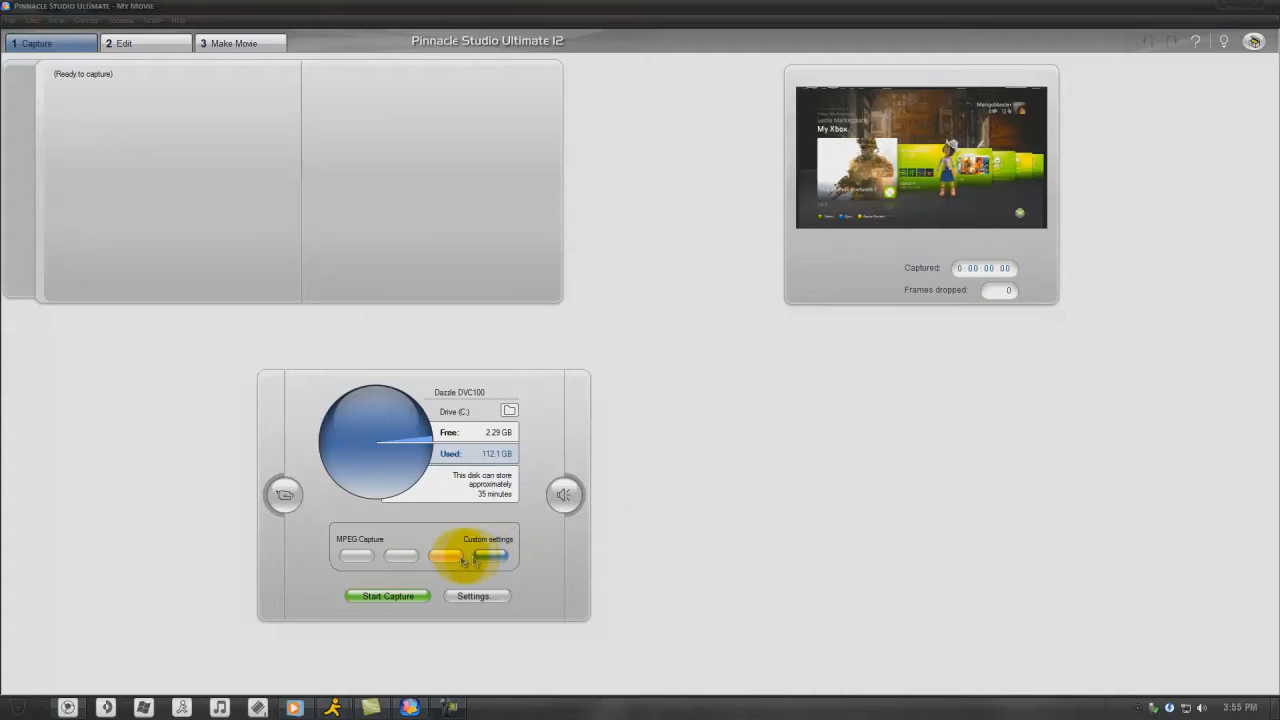 PINNACLE STUDIO ULTIMATE - MY MOVIE
1 Capture
2 Edit
3 Make Movie
Pinnacle Studio Ultimate 12
(Ready to capture)
Game Marketplace
My Xbox
Captured: 0:00:00.00
Frames dropped: 0
Dazzle DVC100
Drive (C:)
Free: 2.29 GB
Used: 112.1 GB
This disk can store
approximately
35 minutes
MPEG Capture
Custom settings
Start Capture
Settings...
3:55 PM